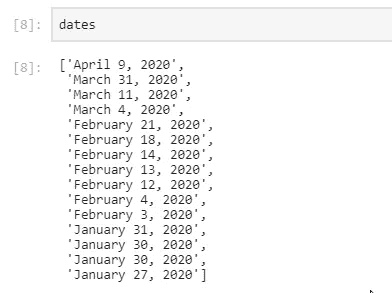 [8]: dates
[8]: ['April 9, 2020',
'March 31, 2020',
'March 11, 2020',
'March 4, 2020',
'February 21, 2020',
'February 18, 2020',
'February 14, 2020',
'February 13, 2020',
'February 12, 2020',
'February 4, 2020',
'February 3, 2020',
'January 31, 2020',
'January 30, 2020',
'January 30, 2020',
'January 27, 2020']